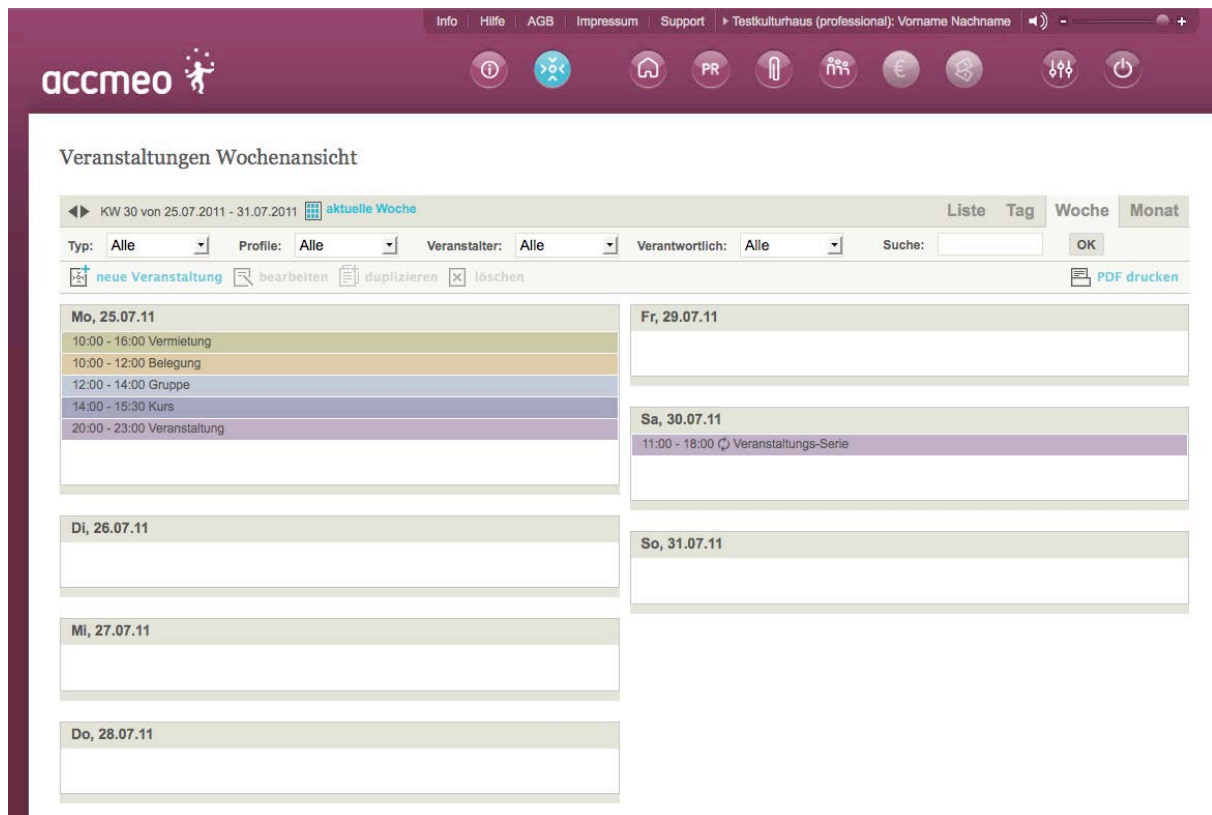 Info Hilfe AGB Impressum Support Testkulturhaus (professional): Vorname Nachname - +
accmeo
PR €
Veranstaltungen Wochenansicht
KW 30 von 25.07.2011 - 31.07.2011 aktuelle Woche Liste Tag Woche Monat
Typ: Alle Profile: Alle Veranstalter: Alle Verantwortlich: Alle Suche: OK
neue Veranstaltung bearbeiten duplizieren löschen PDF drucken
Mo, 25.07.11
10:00 - 16:00 Vermietung
10:00 - 12:00 Belegung
12:00 - 14:00 Gruppe
14:00 - 15:30 Kurs
20:00 - 23:00 Veranstaltung
Di, 26.07.11
Mi, 27.07.11
Do, 28.07.11
Fr, 29.07.11
Sa, 30.07.11
11:00 - 18:00 Veranstaltungs-Serie
So, 31.07.11